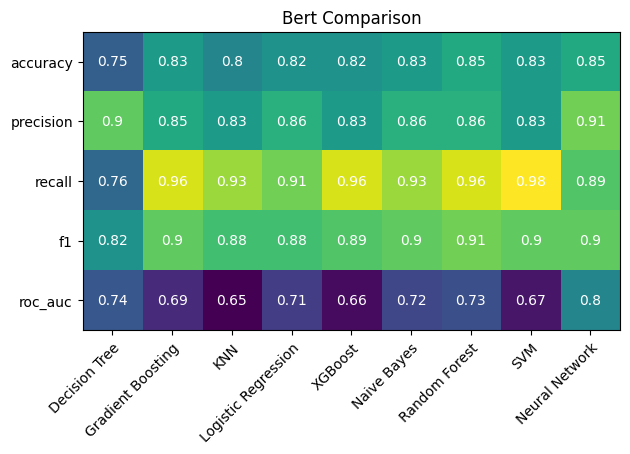 Bert Comparison
accuracy 0.75 0.83 0.8 0.82 0.82 0.83 0.85 0.83 0.85
precision 0.9 0.85 0.83 0.86 0.83 0.86 0.86 0.83 0.91
recall 0.76 0.96 0.93 0.91 0.96 0.93 0.96 0.98 0.89
f1 0.82 0.9 0.88 0.88 0.89 0.9 0.91 0.9 0.9
roc_auc 0.74 0.69 0.65 0.71 0.66 0.72 0.73 0.67 0.8
Decision Tree
Gradient Boosting
KNN
Logistic Regression
XGBoost
Naive Bayes
Random Forest
SVM
Neural Network